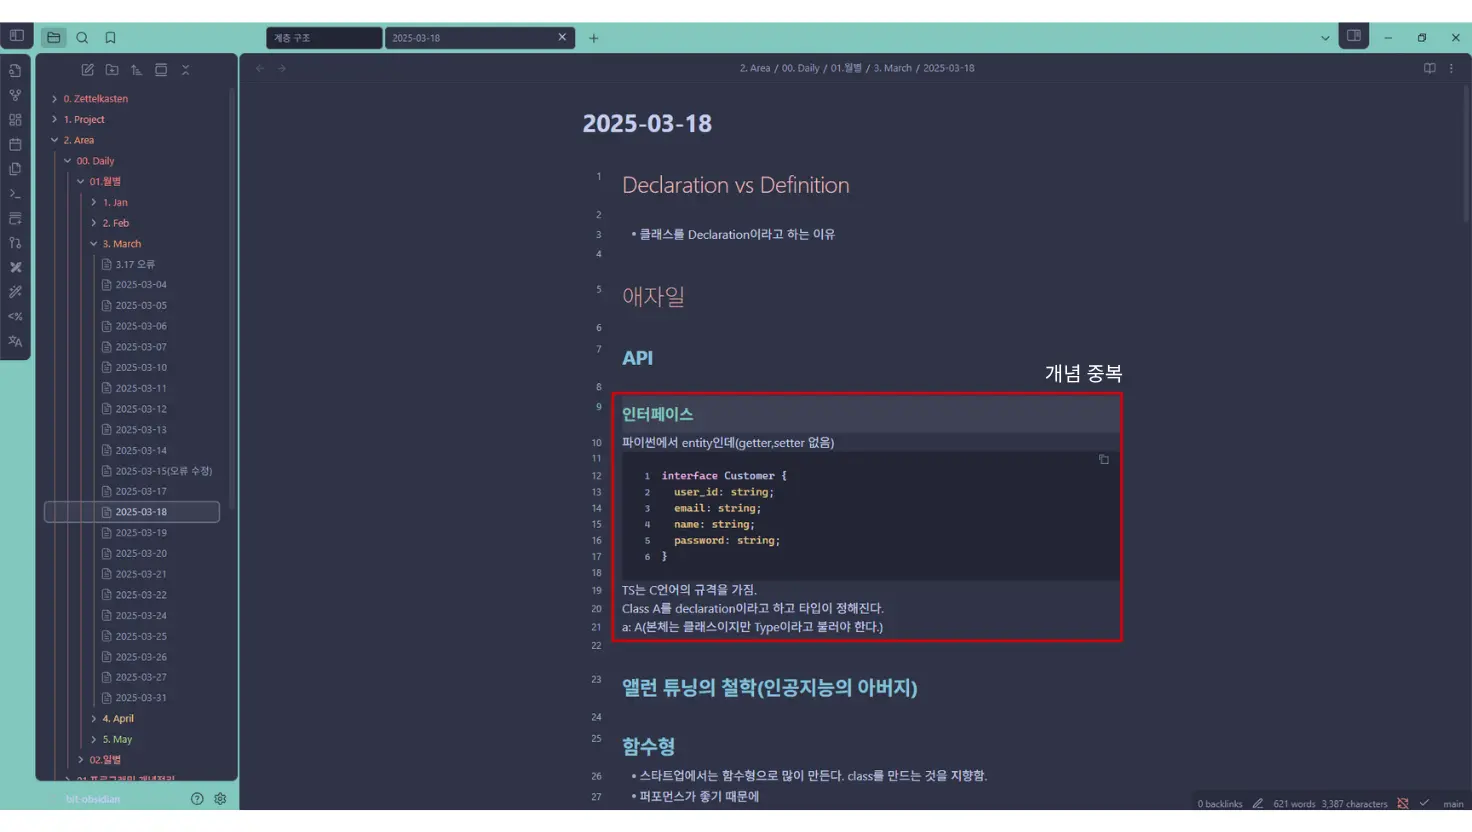 계층 구조
2025-03-18
2. Area / 00. Daily / 01.월별 / 3. March / 2025-03-18
0. Zettelkasten
1. Project
2. Area
00. Daily
01.월별
1. Jan
2. Feb
3. March
3.17 오류
2025-03-04
2025-03-05
2025-03-06
2025-03-07
2025-03-10
2025-03-11
2025-03-12
2025-03-13
2025-03-14
2025-03-15(오류 수정)
2025-03-17
2025-03-18
2025-03-19
2025-03-20
2025-03-21
2025-03-22
2025-03-24
2025-03-25
2025-03-26
2025-03-27
2025-03-31
4. April
5. May
02.일별
01.프로그래밍 개념정리
bit-obsidian
2025-03-18
1 Declaration vs Definition
2
3 • 클래스를 Declaration이라고 하는 이유
4
5 애자일
6
7 API
개념 중복
8
9 인터페이스
10 파이썬에서 entity인데(getter,setter 없음)
11
12 1 interface Customer {
13 2 user_id: string;
14 3 email: string;
15 4 name: string;
16 5 password: string;
17 6 }
18
19 TS는 C언어의 규격을 가짐.
20 Class A를 declaration이라고 하고 타입이 정해진다.
21 a: A(본체는 클래스이지만 Type이라고 불러야 한다.)
22
23 앨런 튜닝의 철학(인공지능의 아버지)
24
25 함수형
26 • 스타트업에서는 함수형으로 많이 만든다. class를 만드는 것을 지향함.
27 • 퍼포먼스가 좋기 때문에
0 backlinks 621 words 3,387 characters main